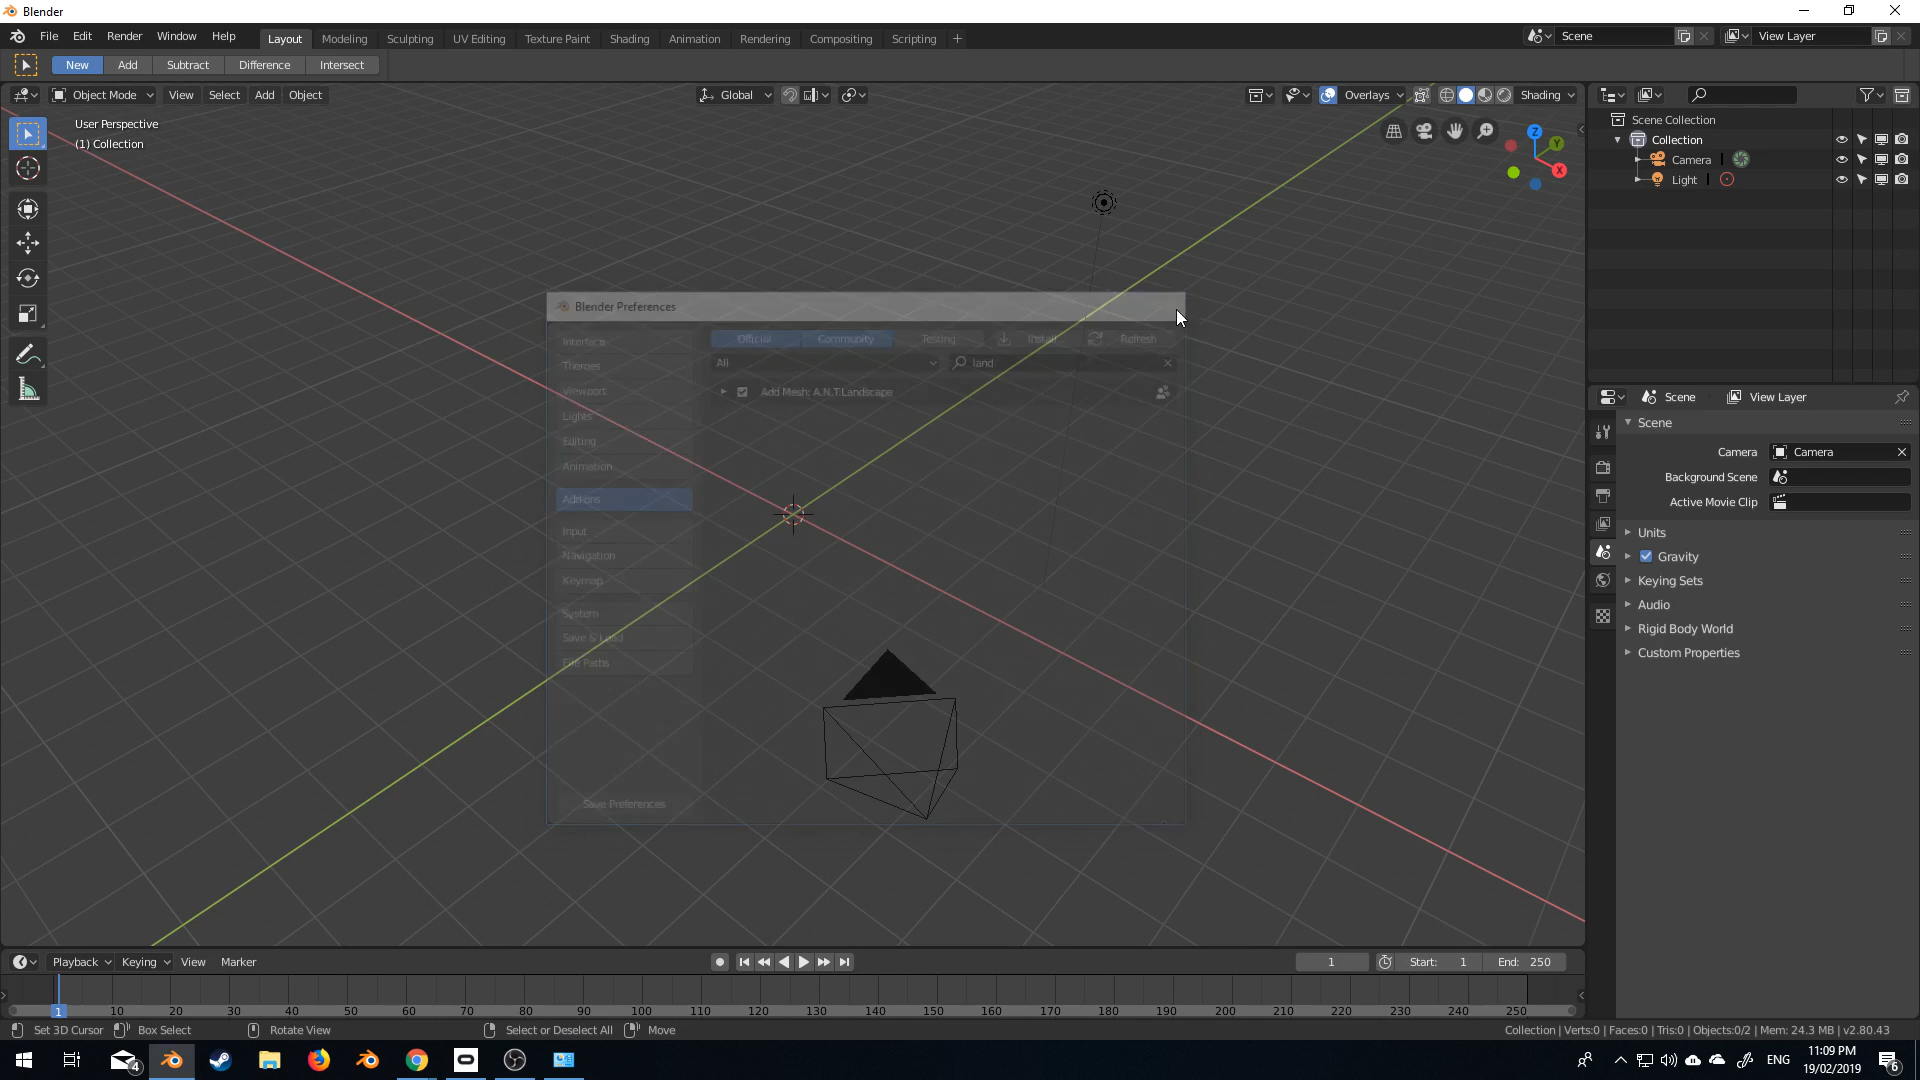 Blender
File Edit Render Window Help Layout Modeling Sculpting UV Editing Texture Paint Shading Animation Rendering Compositing Scripting + Scene View Layer
New Add Subtract Difference Intersect
Object Mode View Select Add Object Global Overlays Shading
User Perspective
(1) Collection
Z
Y
X
Scene Collection
Collection
Camera
Light
Blender Preferences
Interface
Themes
Viewport
Lights
Editing
Animation
Add-ons
Input
Navigation
Keymap
System
Save & Load
File Paths
Save Preferences
Official Community Testing Install Refresh
All land
Add Mesh: A.N.T.Landscape
Scene View Layer
Scene
Camera Camera
Background Scene
Active Movie Clip
Units
Gravity
Keying Sets
Audio
Rigid Body World
Custom Properties
Playback Keying View Marker 1 Start: 1 End: 250
1 10 20 30 40 50 60 70 80 90 100 110 120 130 140 150 160 170 180 190 200 210 220 230 240 250
Set 3D Cursor Box Select Rotate View Select or Deselect All Move Collection | Verts:0 | Faces:0 | Tris:0 | Objects:0/2 | Mem: 24.3 MB | v2.80.43
4 ENG 11:09 PM
19/02/2019 6